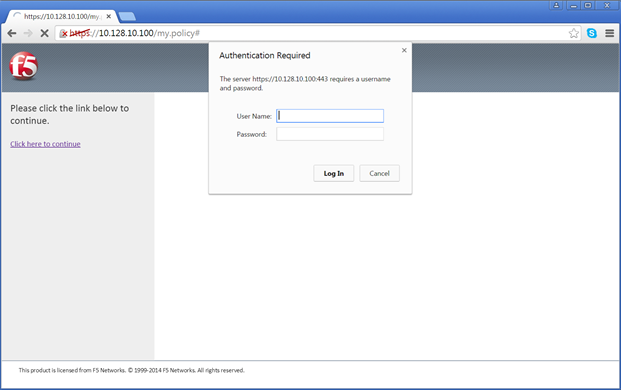 https://10.128.10.100/my.p
https://10.128.10.100/my.policy#
f5
Authentication Required
The server https://10.128.10.100:443 requires a username
and password.
User Name:
Password:
Log In
Cancel
Please click the link below to
continue.
Click here to continue
This product is licensed from F5 Networks. © 1999-2014 F5 Networks. All rights reserved.